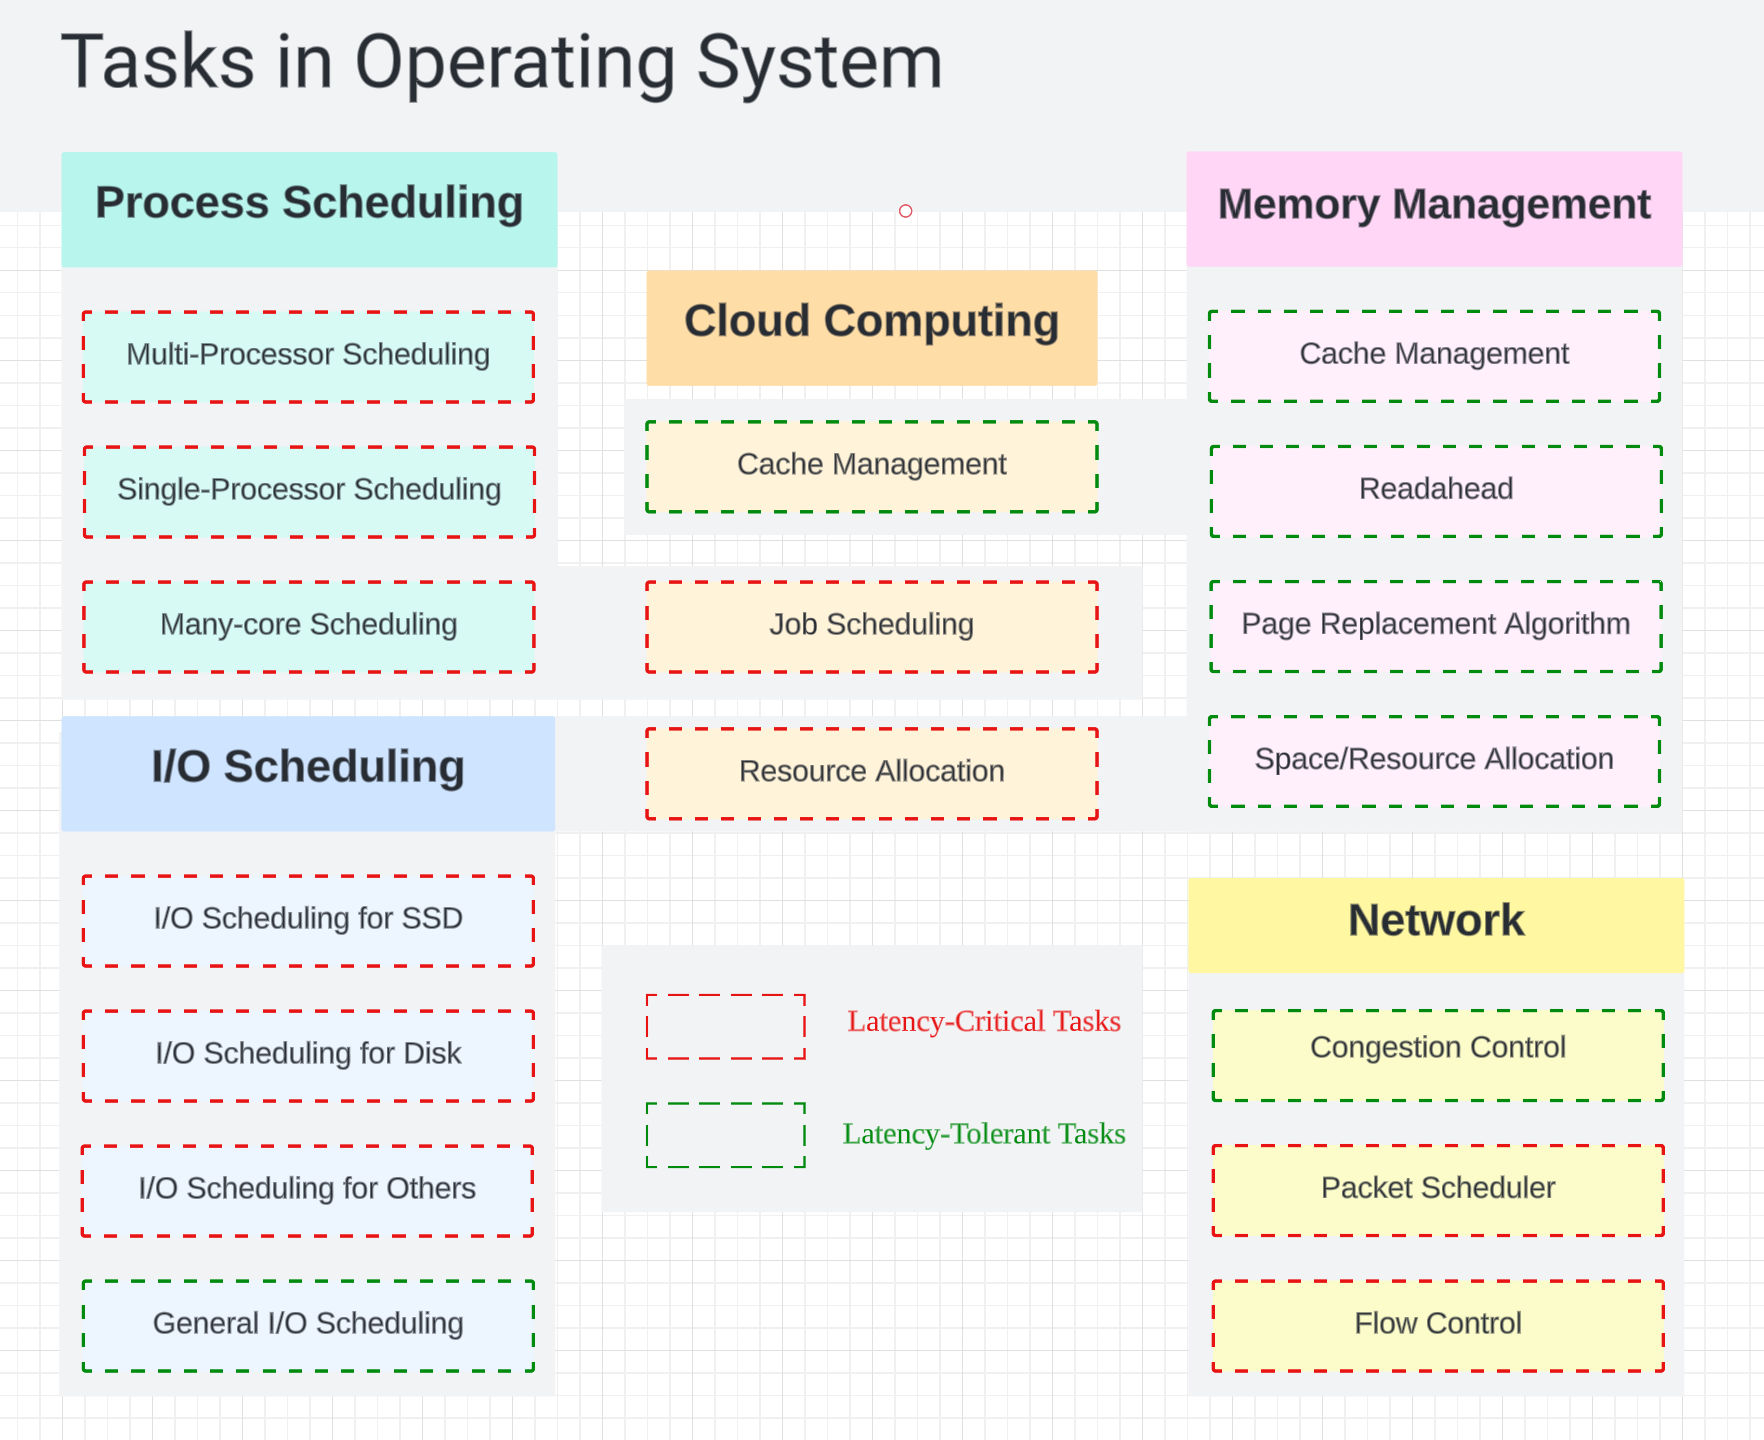 Tasks in Operating System
Process Scheduling
Multi-Processor Scheduling
Single-Processor Scheduling
Many-core Scheduling
Cloud Computing
Cache Management
Job Scheduling
Resource Allocation
Memory Management
Cache Management
Readahead
Page Replacement Algorithm
Space/Resource Allocation
I/O Scheduling
I/O Scheduling for SSD
I/O Scheduling for Disk
I/O Scheduling for Others
General I/O Scheduling
Latency-Critical Tasks
Latency-Tolerant Tasks
Network
Congestion Control
Packet Scheduler
Flow Control